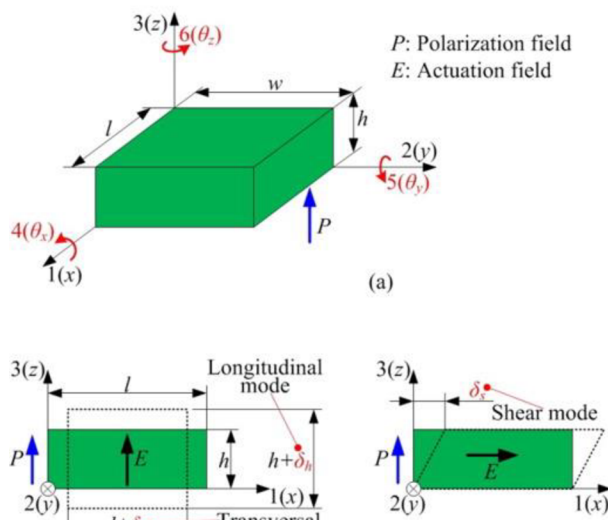 3(z)
6(θz)
P: Polarization field
E: Actuation field
w
l
h
2(y)
5(θy)
4(θx)
P
1(x)
(a)
3(z)
l
Longitudinal
mode
P
E
h
h+δh
2(y)
1(x)
Transversal
3(z)
δs
Shear mode
P
E
2(y)
1(x)